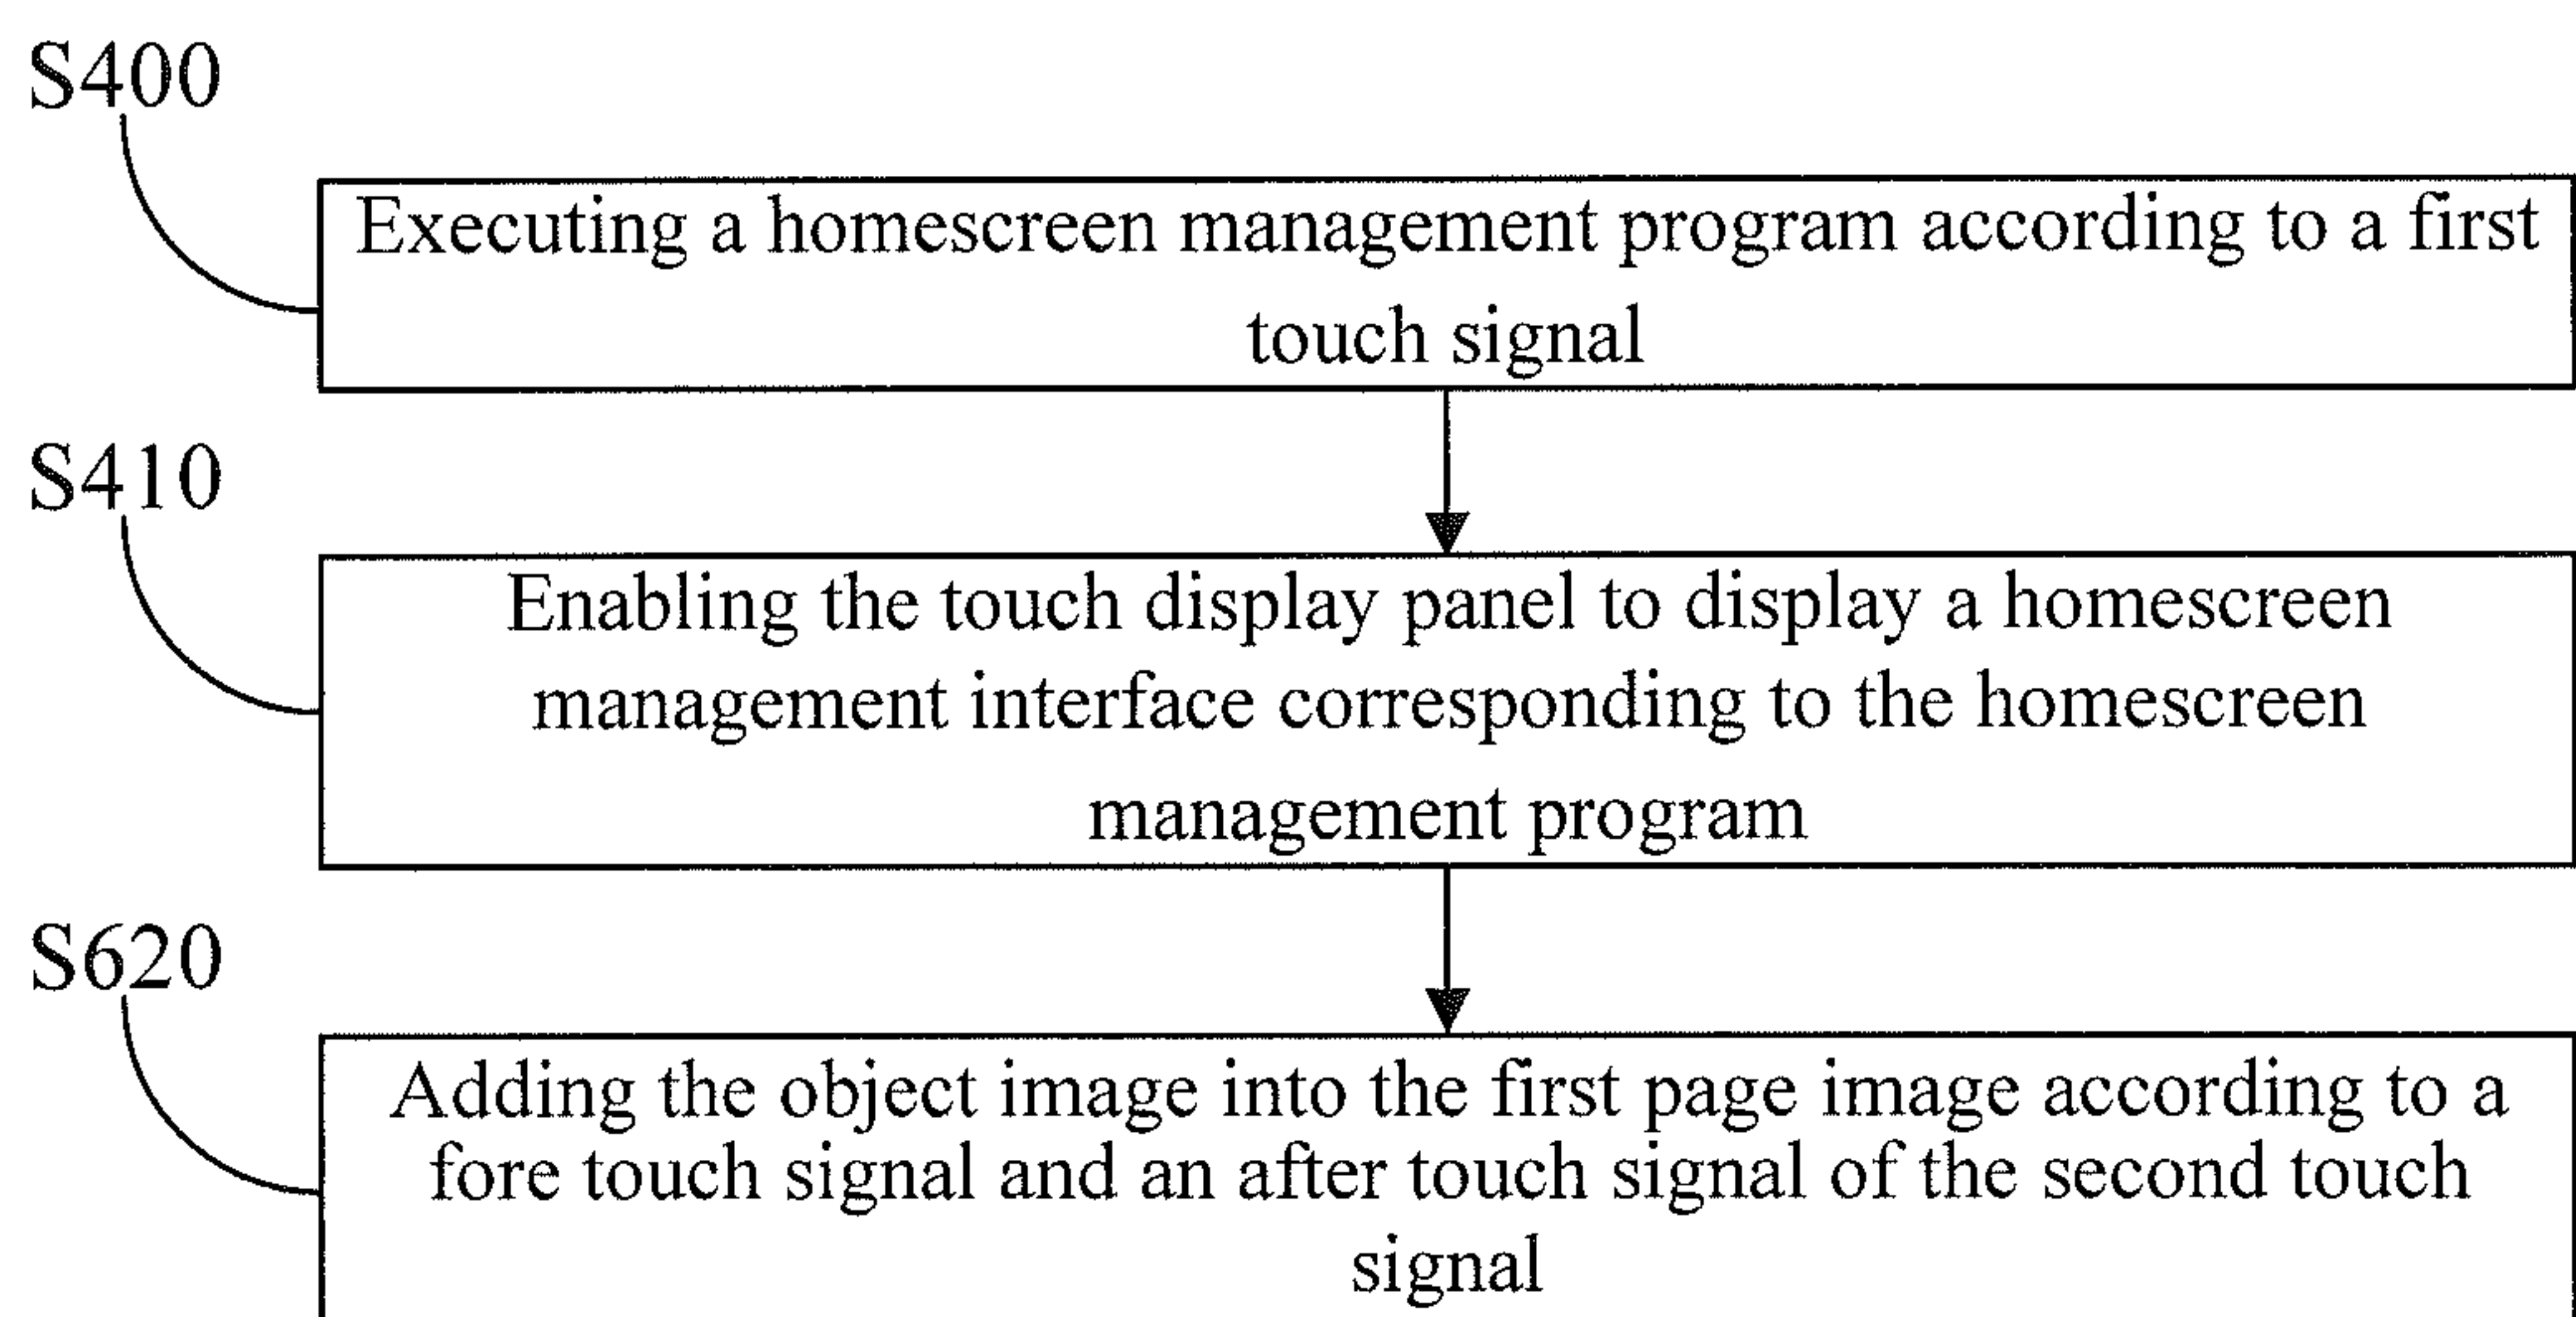 S400
Executing a homescreen management program according to a first
touch signal
S410
Enabling the touch display panel to display a homescreen
management interface corresponding to the homescreen
management program
S620
Adding the object image into the first page image according to a
fore touch signal and an after touch signal of the second touch
signal